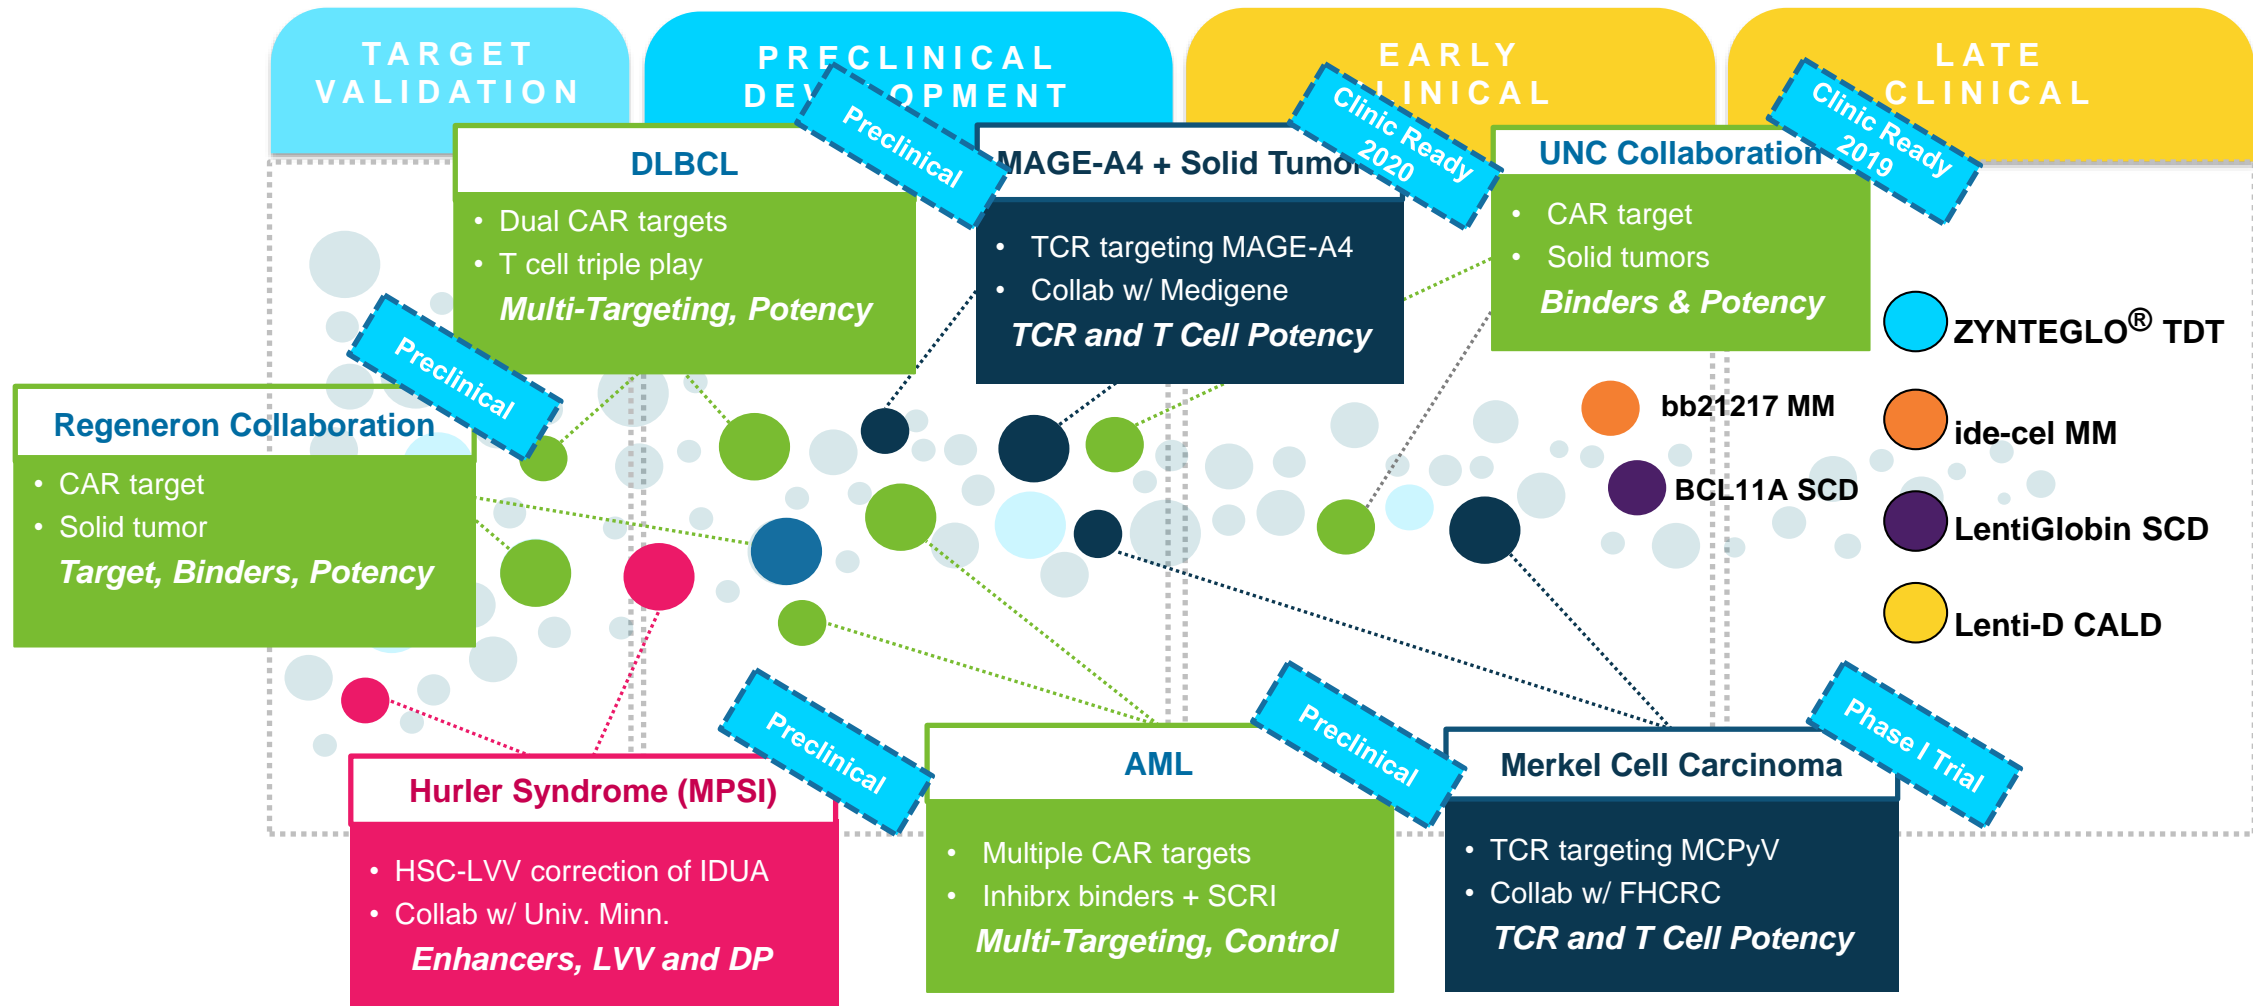 TARGET
VALIDATION
PRECLINICAL
DEVELOPMENT
EARLY
CLINICAL
LATE
CLINICAL
Preclinical
Clinic Ready
2020
Clinic Ready
2019
DLBCL
• Dual CAR targets
• T cell triple play
Multi-Targeting, Potency
MAGE-A4 + Solid Tumor
• TCR targeting MAGE-A4
• Collab w/ Medigene
TCR and T Cell Potency
UNC Collaboration
• CAR target
• Solid tumors
Binders & Potency
Preclinical
Regeneron Collaboration
• CAR target
• Solid tumor
Target, Binders, Potency
ZYNTEGLO® TDT
bb21217 MM
ide-cel MM
BCL11A SCD
LentiGlobin SCD
Lenti-D CALD
Preclinical
Preclinical
Phase I Trial
Hurler Syndrome (MPSI)
• HSC-LVV correction of IDUA
• Collab w/ Univ. Minn.
Enhancers, LVV and DP
AML
• Multiple CAR targets
• Inhibrx binders + SCRI
Multi-Targeting, Control
Merkel Cell Carcinoma
• TCR targeting MCPyV
• Collab w/ FHCRC
TCR and T Cell Potency